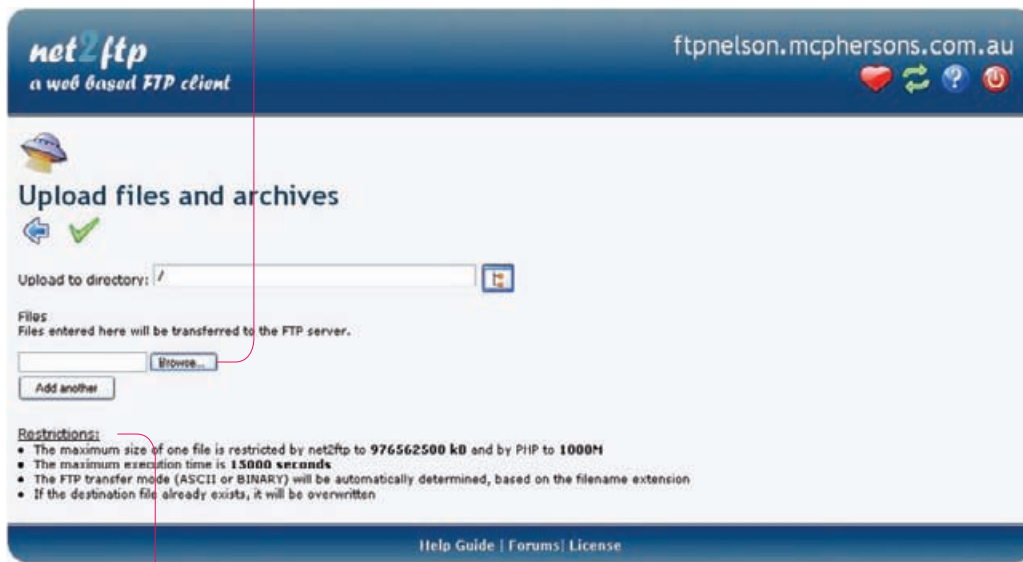 net2ftp
a web based FTP client
ftpnelson.mcphersons.com.au
Upload files and archives
Upload to directory: /
Files
Files entered here will be transferred to the FTP server.
Browse...
Add another
Restrictions:
• The maximum size of one file is restricted by net2ftp to 976562500 kB and by PHP to 1000M
• The maximum execution time is 15000 seconds
• The FTP transfer mode (ASCII or BINARY) will be automatically determined, based on the filename extension
• If the destination file already exists, it will be overwritten
Help Guide | Forums| License